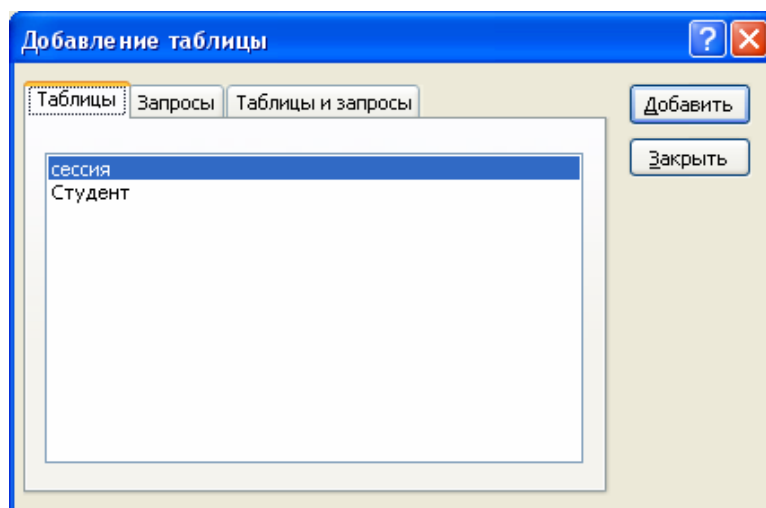 Добавление таблицы
Таблицы Запросы Таблицы и запросы
Добавить
Закрыть
сессия
Студент